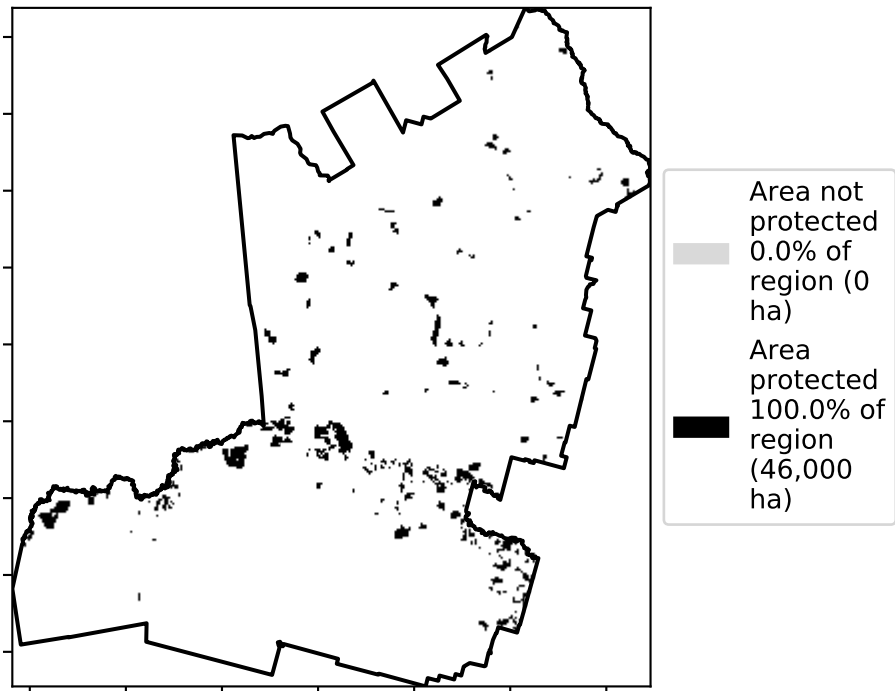 Area not
protected
0.0% of
region (0
ha)
Area
protected
100.0% of
region
(46,000
ha)